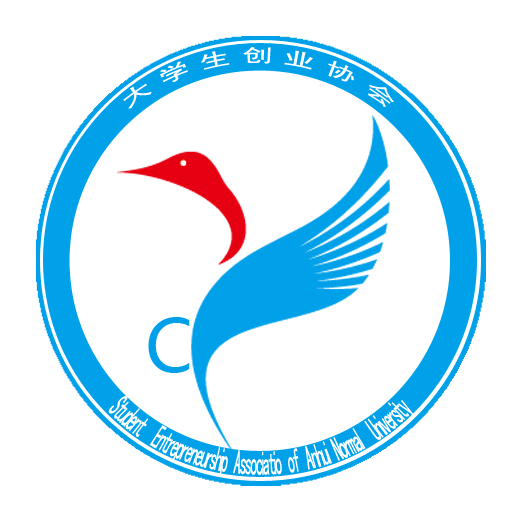 大学生创业协会
C
Student Entrepreneurship Associatio of Anhui Normal University